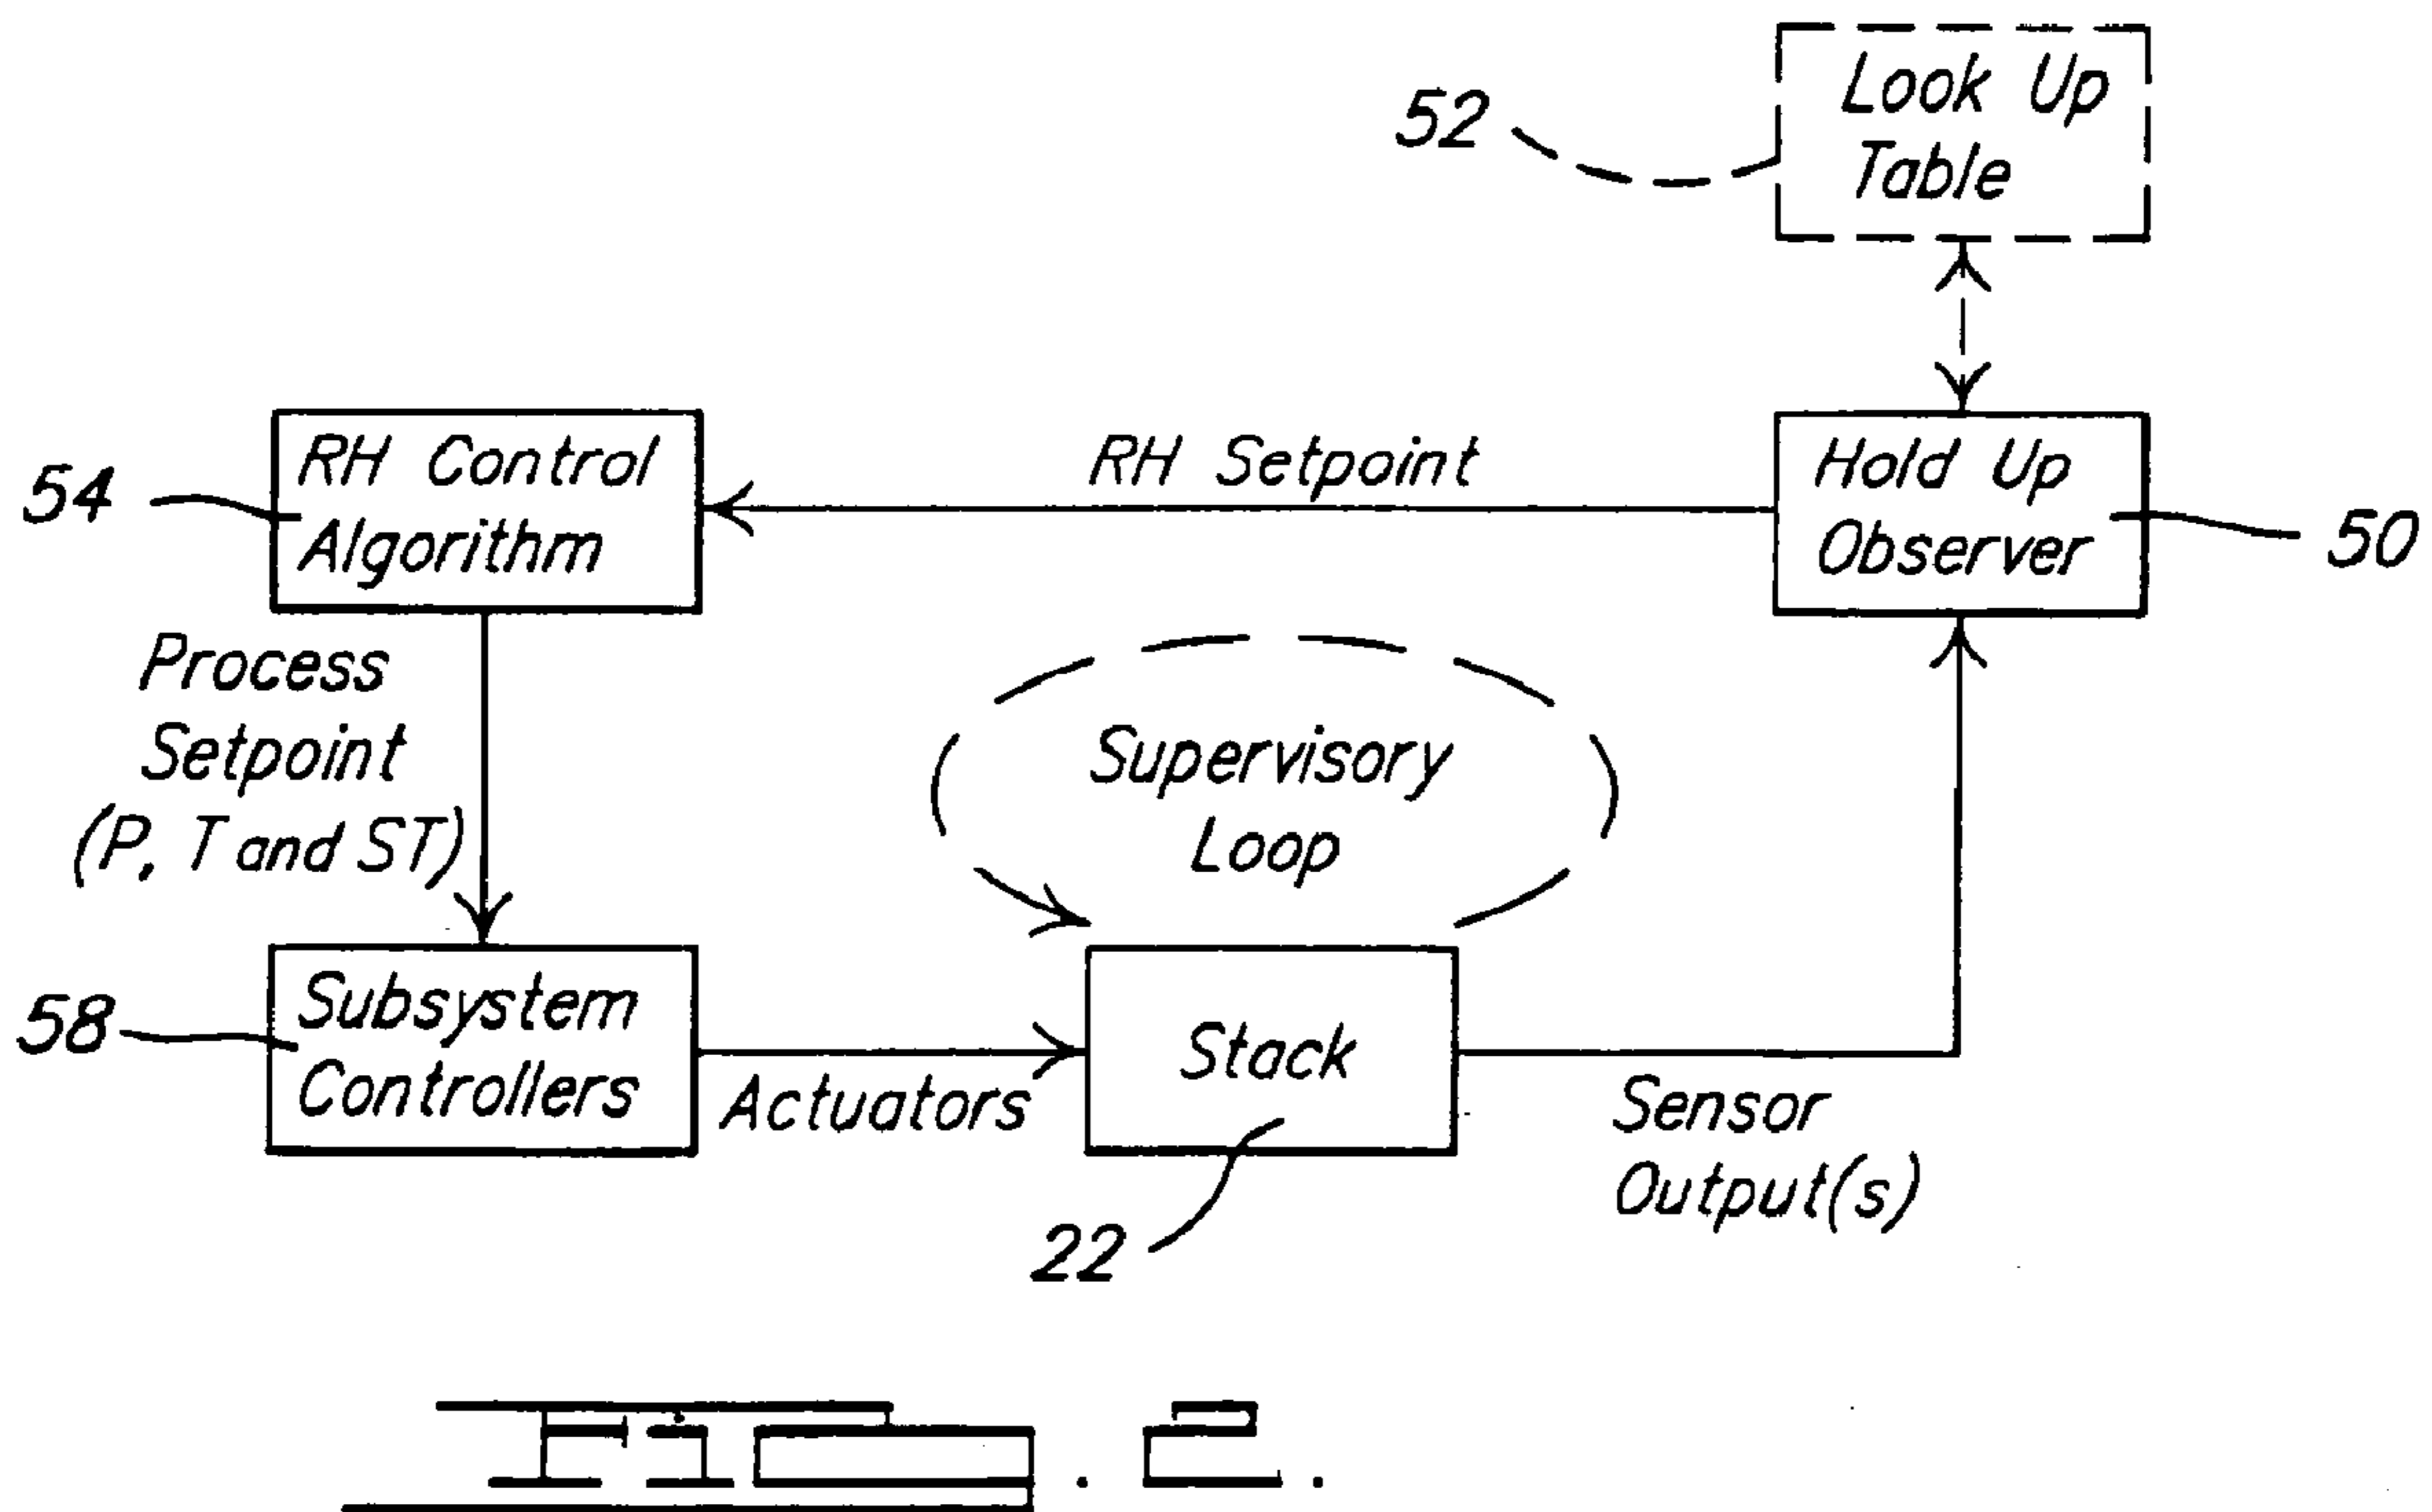 Look Up
Table
52
RH Control
Algorithm
54
RH Setpoint
Hold Up
Observer
50
Process
Setpoint
(P, T and ST)
Supervisory
Loop
Subsystem
Controllers
58
Actuators
Stack
22
Sensor
Output(s)
FIG. 2.